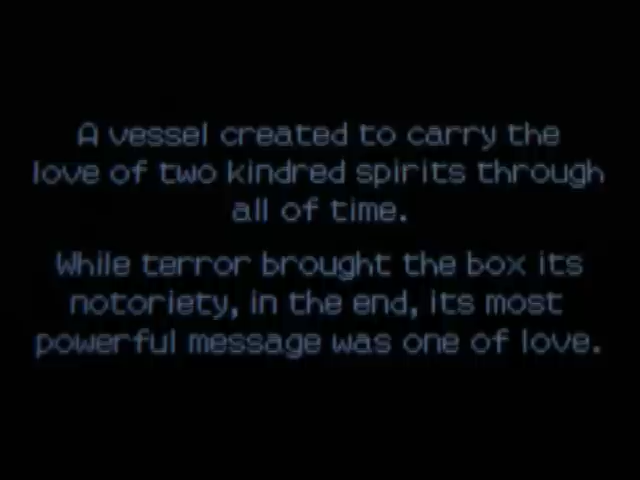 A vessel created to carry the
love of two kindred spirits through
all of time.
While terror brought the box its
notoriety, in the end, its most
powerful message was one of love.